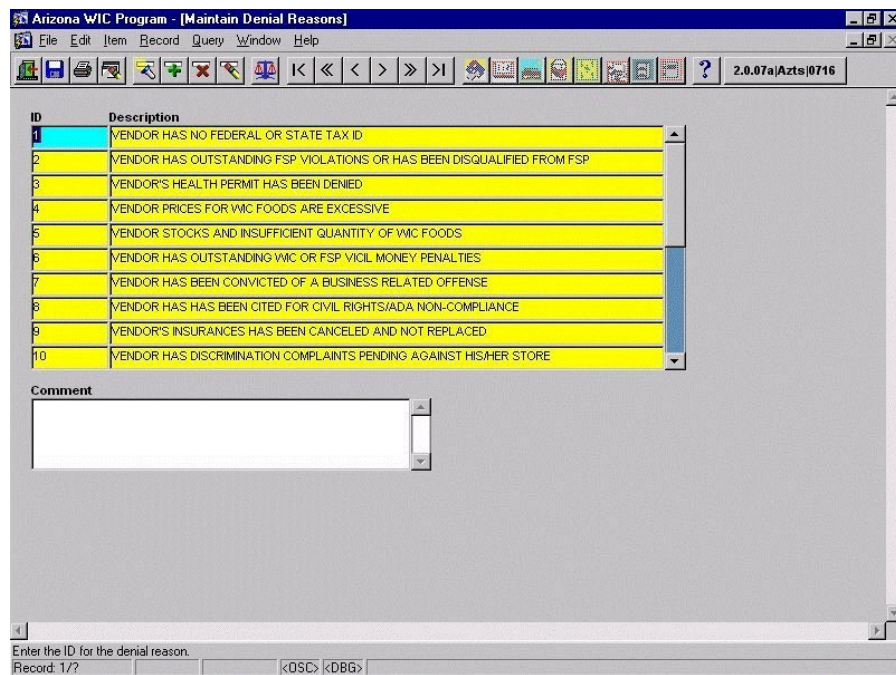 Arizona WIC Program - [Maintain Denial Reasons]
File Edit Item Record Query Window Help
2.0.07a|Azts|0716
ID Description
1 VENDOR HAS NO FEDERAL OR STATE TAX ID
2 VENDOR HAS OUTSTANDING FSP VIOLATIONS OR HAS BEEN DISQUALIFIED FROM FSP
3 VENDOR'S HEALTH PERMIT HAS BEEN DENIED
4 VENDOR PRICES FOR WIC FOODS ARE EXCESSIVE
5 VENDOR STOCKS AND INSUFFICIENT QUANTITY OF WIC FOODS
6 VENDOR HAS OUTSTANDING WIC OR FSP VICIL MONEY PENALTIES
7 VENDOR HAS BEEN CONVICTED OF A BUSINESS RELATED OFFENSE
8 VENDOR HAS HAS BEEN CITED FOR CIVIL RIGHTS/ADA NON-COMPLIANCE
9 VENDOR'S INSURANCES HAS BEEN CANCELED AND NOT REPLACED
10 VENDOR HAS DISCRIMINATION COMPLAINTS PENDING AGAINST HIS/HER STORE
Comment
Enter the ID for the denial reason.
Record: 1/? <OSC> <DBG>